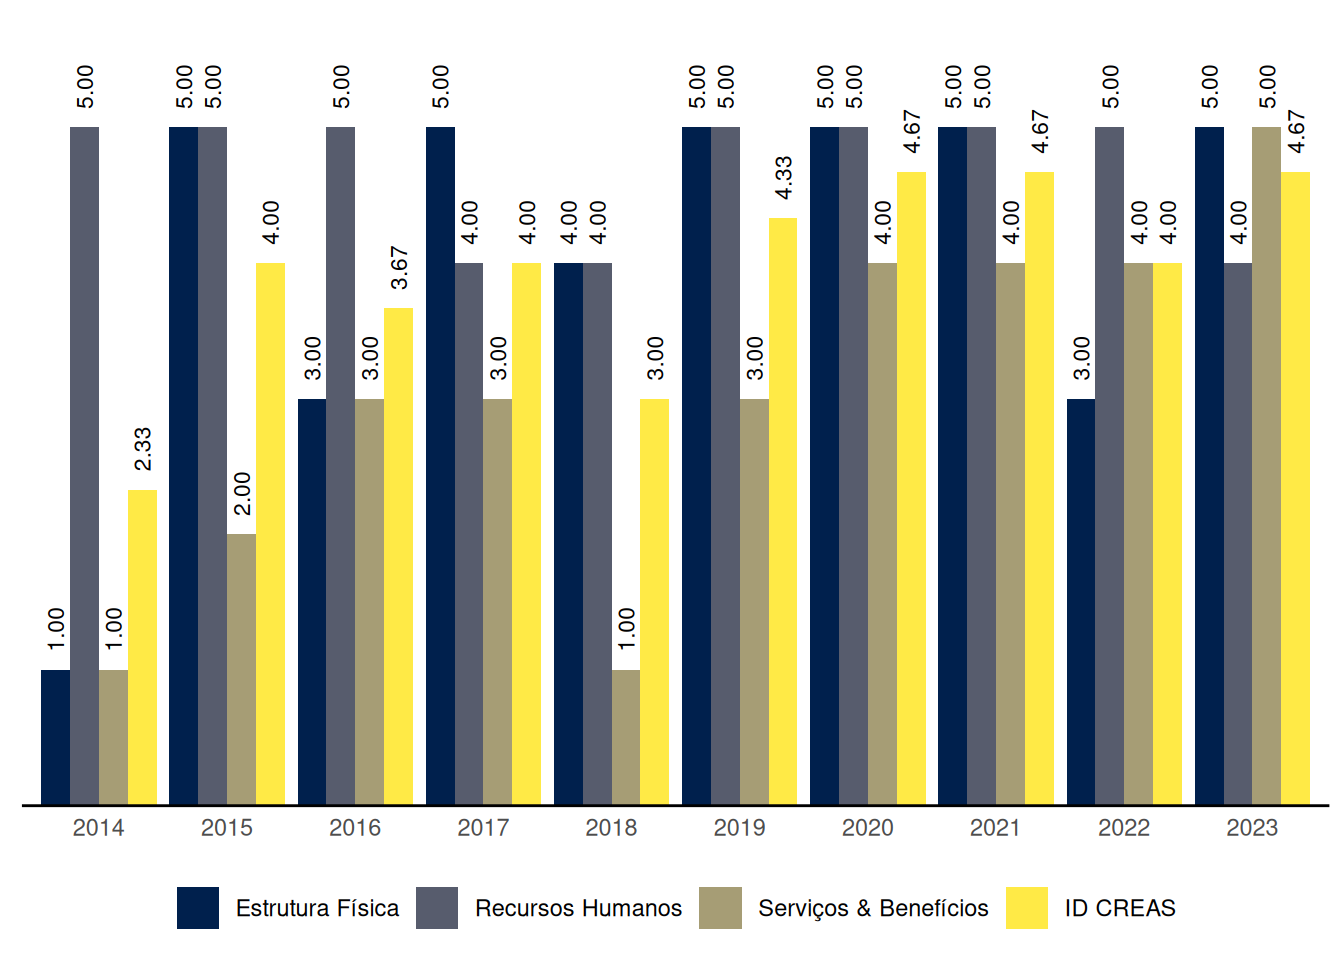 5.00 5.00 5.00 5.00 5.00 5.00 5.00 5.00 5.00 5.00 5.00 5.00 5.00 5.00
4.67 4.67 4.67
4.33
4.00 4.00 4.00 4.00 4.00 4.00 4.00 4.00 4.00 4.00
3.67
3.00 3.00 3.00 3.00 3.00 3.00
2.33
2.00
1.00 1.00 1.00
2014 2015 2016 2017 2018 2019 2020 2021 2022 2023
Estrutura Física Recursos Humanos Serviços & Benefícios ID CREAS